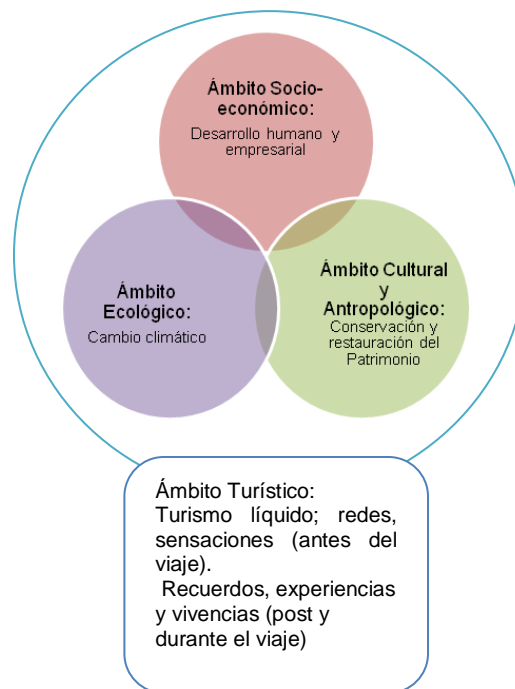 Ámbito Socio-
económico:
Desarrollo humano y
empresarial
Ámbito
Ecológico:
Cambio climático
Ámbito Cultural
y
Antropológico:
Conservación y
restauración del
Patrimonio
Ámbito Turístico:
Turismo líquido; redes,
sensaciones (antes del
viaje).
Recuerdos, experiencias
y vivencias (post y
durante el viaje)